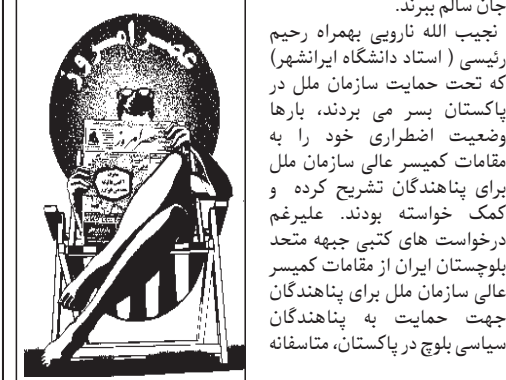 جان سالم ببرند.
نجیب الله نارویی بهمراه رحیم
رئیسی ( استاد دانشگاه ایرانشهر)
که تحت حمایت سازمان ملل در
پاکستان بسر می بردند، بارها
وضعیت اضطراری خود را به
مقامات کمیسر عالی سازمان ملل
برای پناهندگان تشریح کرده و
کمک خواسته بودند. علیرغم
درخواست های کتبی جبهه متحد
بلوچستان ایران از مقامات کمیسر
عالی سازمان ملل برای پناهندگان
جهت حمایت به پناهندگان
سیاسی بلوچ در پاکستان، متاسفانه
عصر امروز